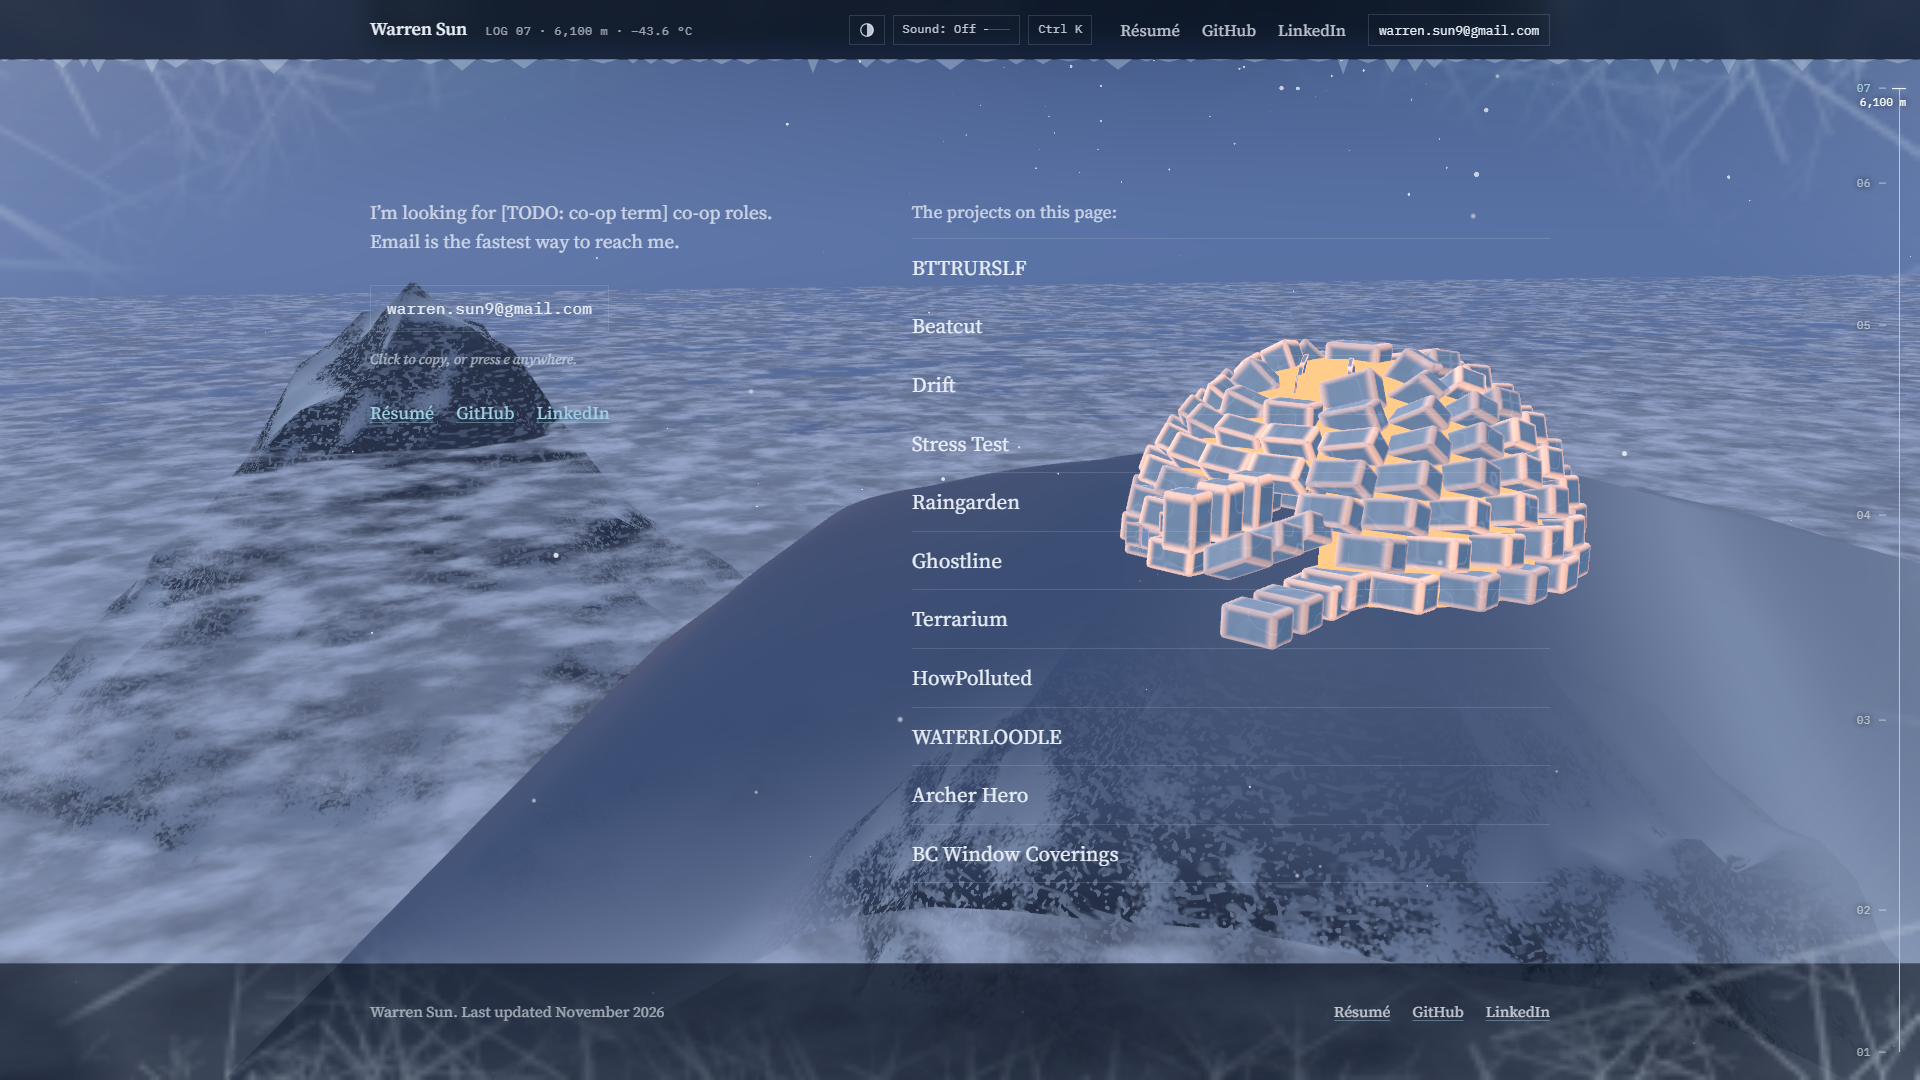 Warren Sun LOG 07 · 6,100 m · −43.6 °C Sound: Off Ctrl K Résumé GitHub LinkedIn warren.sun9@gmail.com
07
6,100 m
06
05
04
03
02
01
I’m looking for [TODO: co-op term] co-op roles.
Email is the fastest way to reach me.
warren.sun9@gmail.com
Click to copy, or press e anywhere.
Résumé GitHub LinkedIn
The projects on this page:
BTTRURSLF
Beatcut
Drift
Stress Test
Raingarden
Ghostline
Terrarium
HowPolluted
WATERLOODLE
Archer Hero
BC Window Coverings
Warren Sun. Last updated November 2026
Résumé GitHub LinkedIn